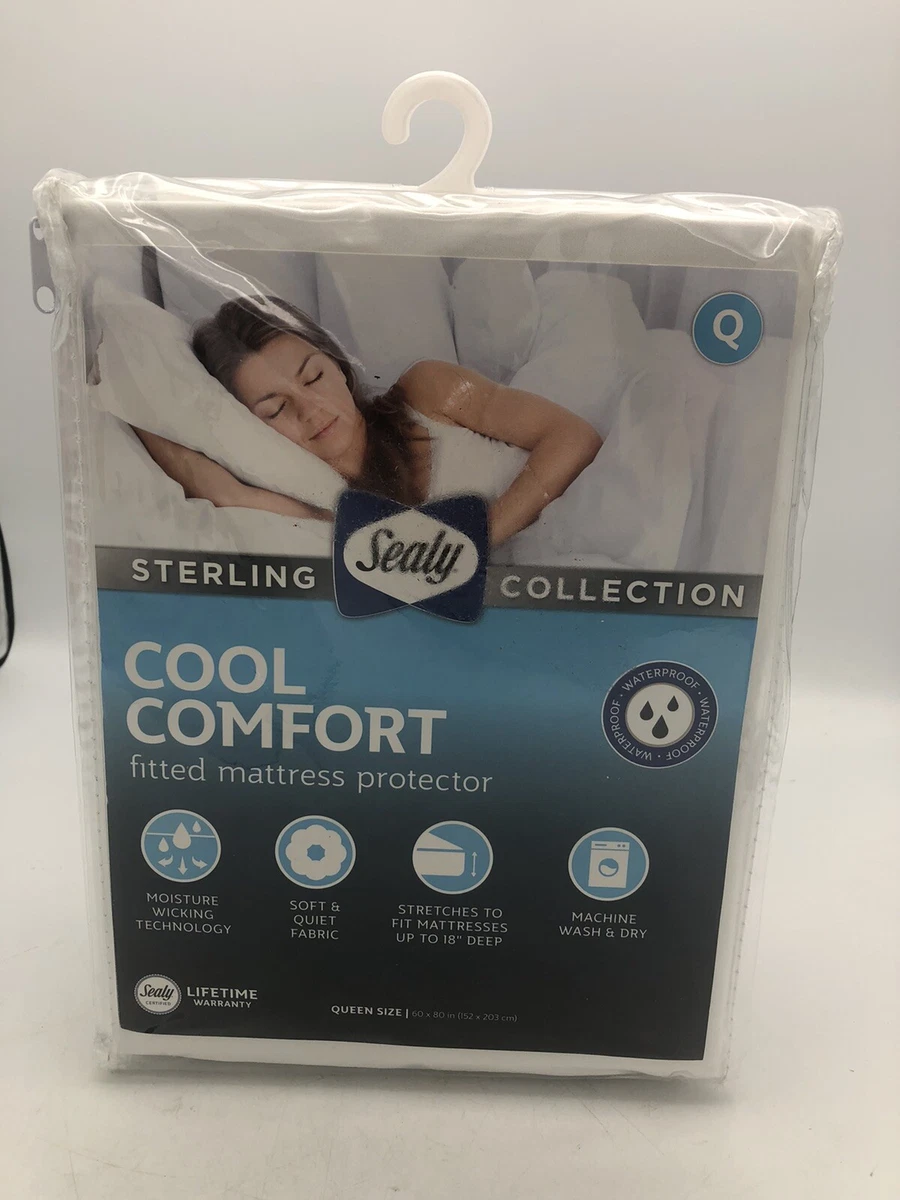 Q
Sealy
STERLING COLLECTION
COOL
COMFORT
fitted mattress protector
WATERPROOF • WATERPROOF • WATERPROOF •
MOISTURE
WICKING
TECHNOLOGY
SOFT &
QUIET
FABRIC
STRETCHES TO
FIT MATTRESSES
UP TO 18" DEEP
MACHINE
WASH & DRY
Sealy
CERTIFIED
LIFETIME
WARRANTY
QUEEN SIZE | 60 x 80 in (152 x 203 cm)